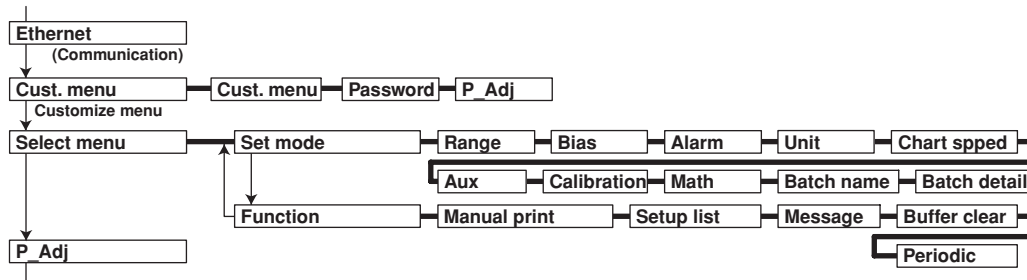 Ethernet
(Communication)
Cust. menu Cust. menu Password P_Adj
Customize menu
Select menu Set mode Range Bias Alarm Unit Chart spped
Aux Calibration Math Batch name Batch detail
Function Manual print Setup list Message Buffer clear
P_Adj Periodic